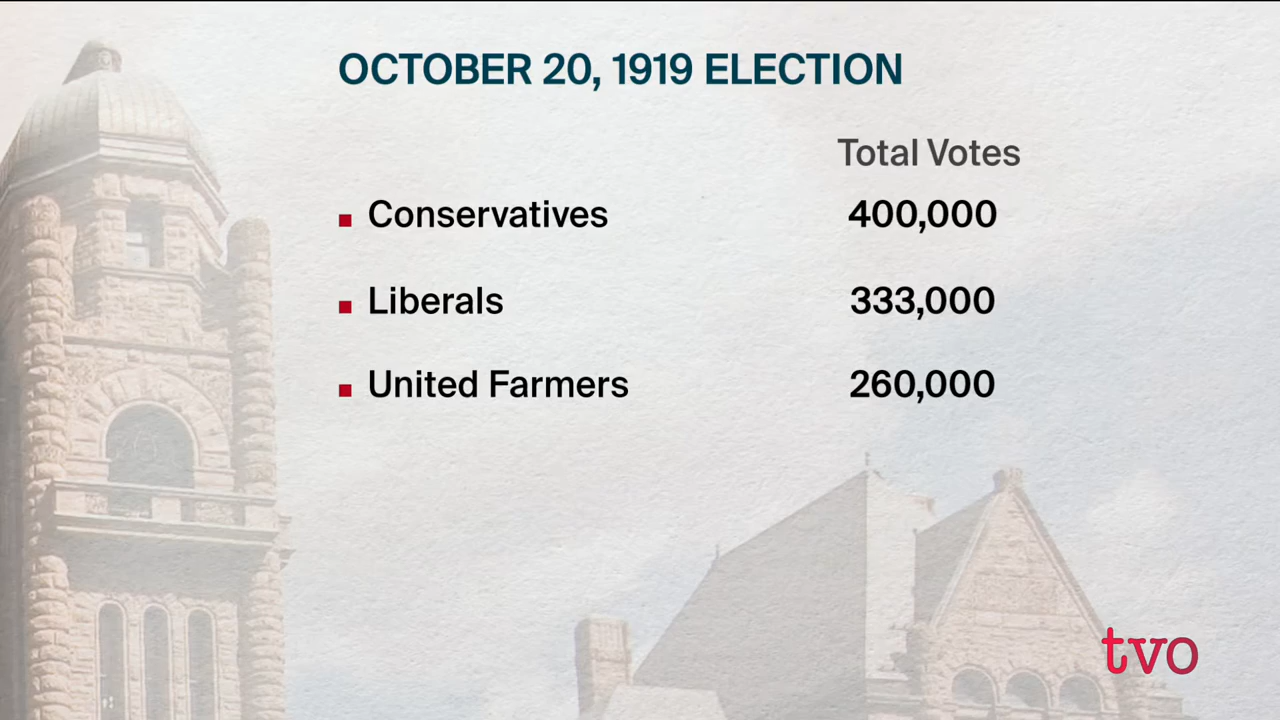 OCTOBER 20, 1919 ELECTION
Total Votes
Conservatives 400,000
Liberals 333,000
United Farmers 260,000
tvo